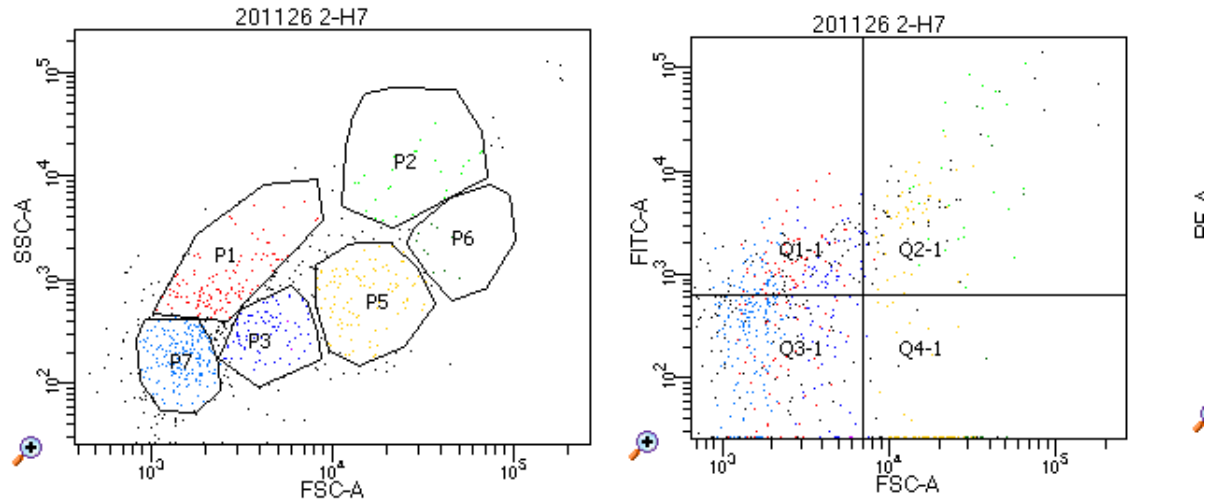 201126 2-H7
SSC-A
10^5
10^4
10^3
10^2
P2
P1
P6
P5
P3
P7
10^3
10^4
10^5
FSC-A
201126 2-H7
FITC-A
10^5
10^4
10^3
10^2
Q1-1
Q2-1
Q3-1
Q4-1
10^3
10^4
10^5
FSC-A